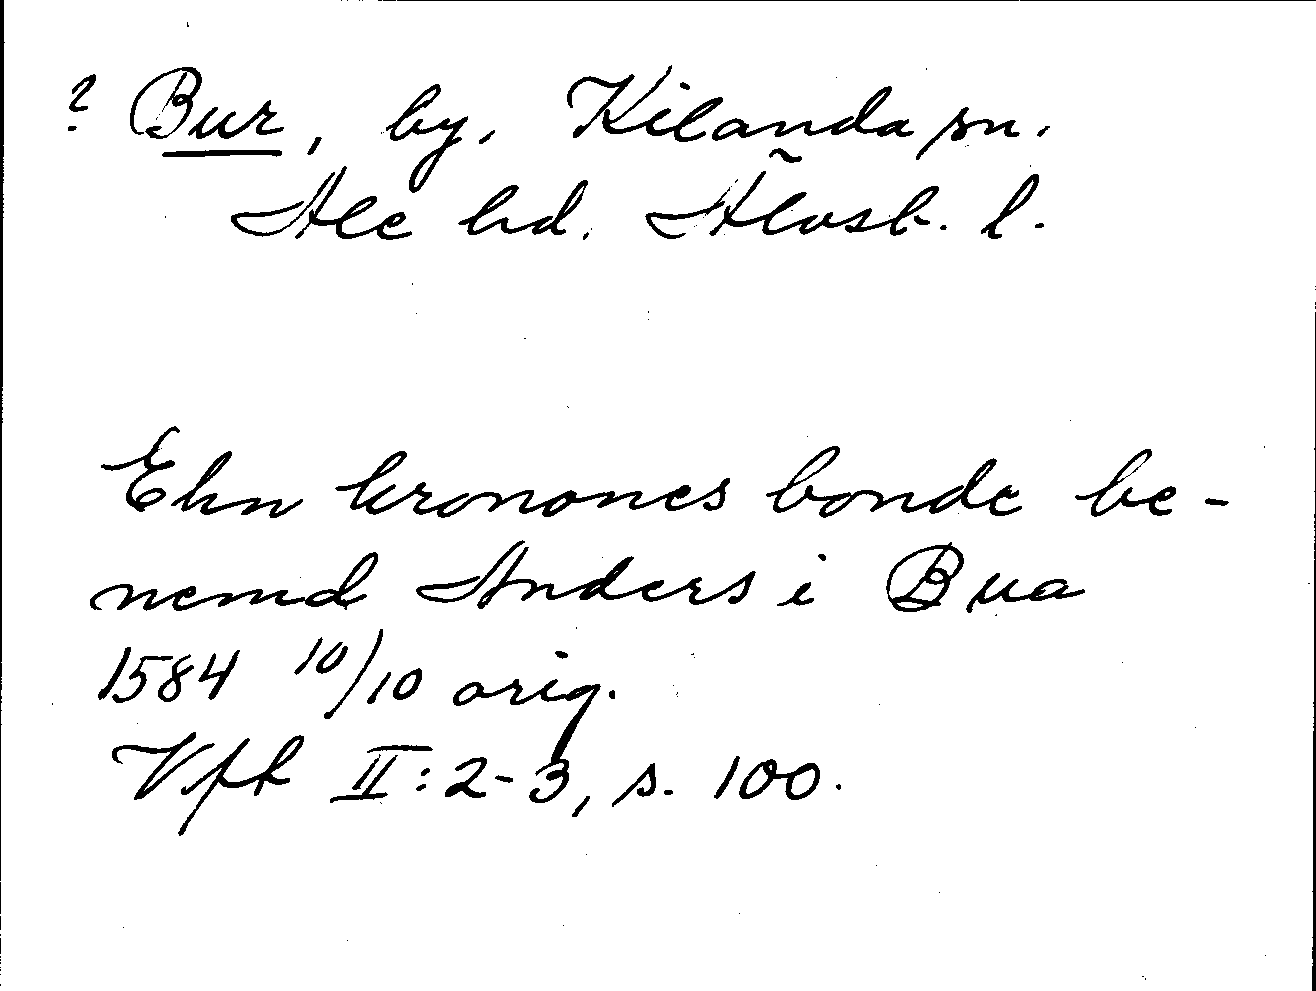 ? Bur, by, Kilanda sn.
Ale hd. Älvsb. l.
Ehn kronones bonde be-
nemd Anders i Bua
1584 10/10 orig.
Vfh II:2-3, s. 100.